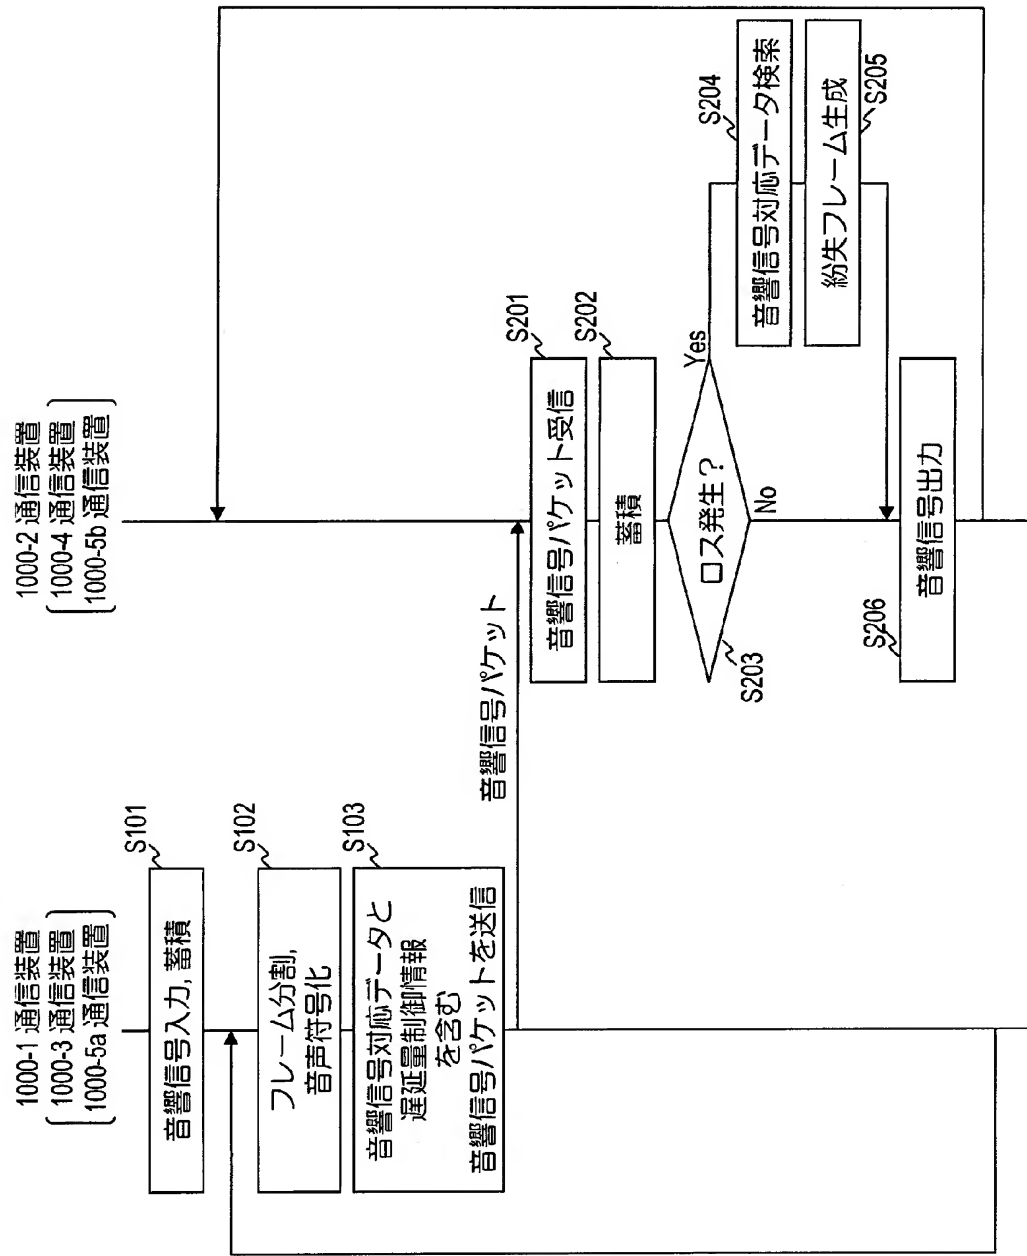 1000-1 通信装置
1000-3 通信装置
1000-5a 通信装置
S101
音響信号入力, 蓄積
S102
フレーム分割,
音声符号化
S103
音響信号対応データと
遅延量制御情報
を含む
音響信号パケットを送信
音響信号パケット
1000-2 通信装置
1000-4 通信装置
1000-5b 通信装置
S201
音響信号パケット受信
S202
蓄積
ロス発生？
S203
Yes
No
S204
音響信号対応データ検索
紛失フレーム生成
S205
S206
音響信号出力